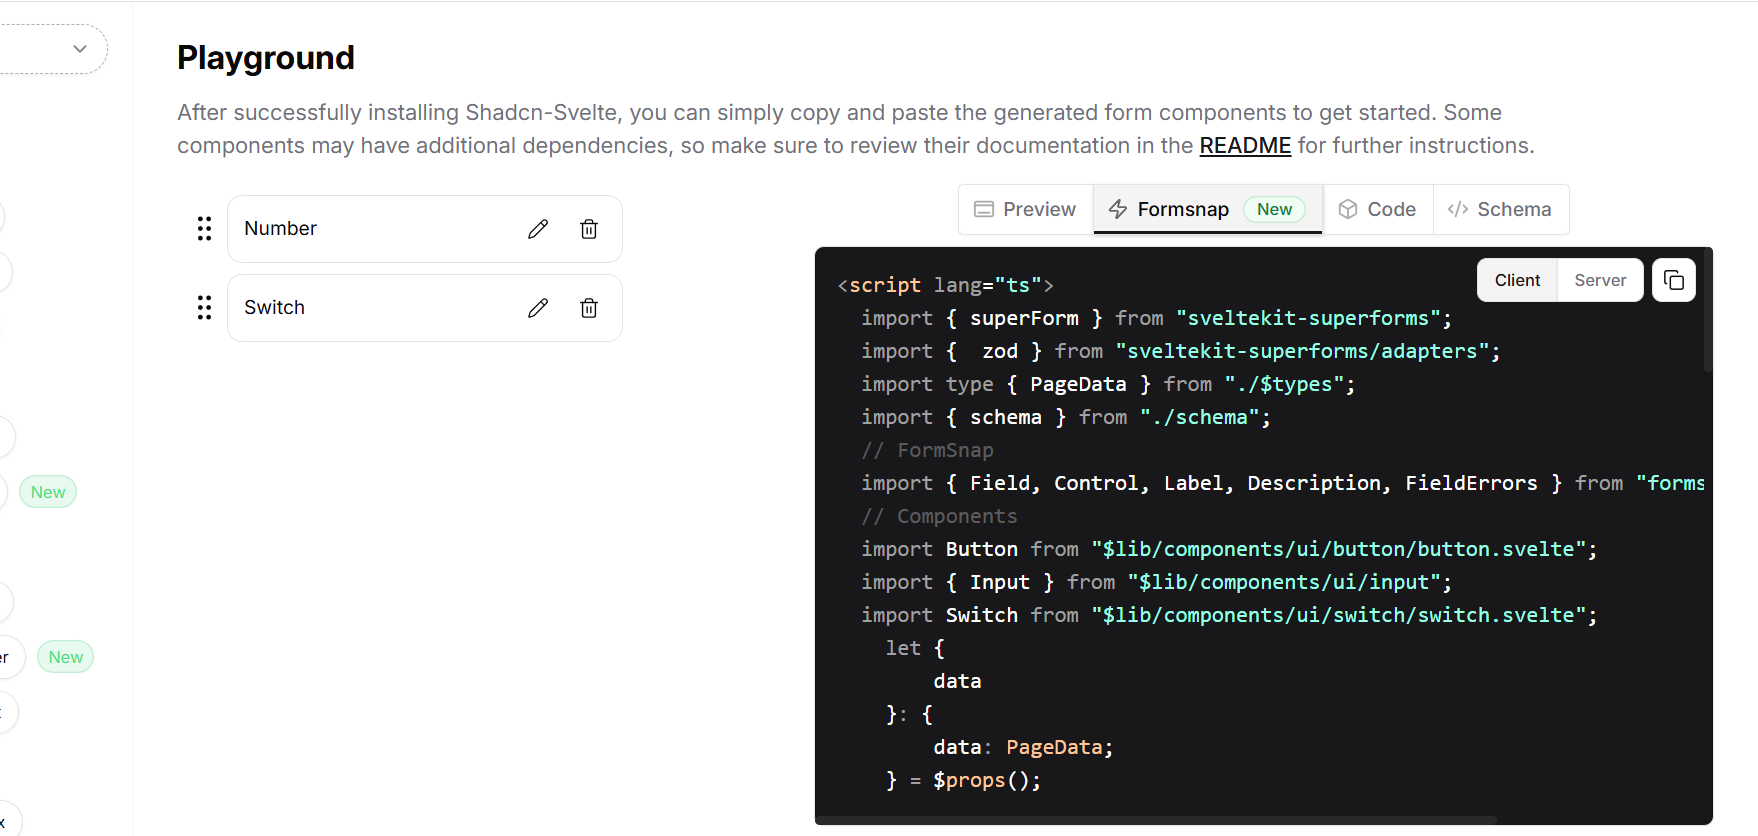 Playground
After successfully installing Shadcn-Svelte, you can simply copy and paste the generated form components to get started. Some
components may have additional dependencies, so make sure to review their documentation in the README for further instructions.
New
New
Number
Switch
Preview
Formsnap New
Code
Schema
Client
Server
<script lang="ts">
import { superForm } from "sveltekit-superforms";
import {  zod } from "sveltekit-superforms/adapters";
import type { PageData } from "./$types";
import { schema } from "./schema";
// FormSnap
import { Field, Control, Label, Description, FieldErrors } from "forms
// Components
import Button from "$lib/components/ui/button/button.svelte";
import { Input } from "$lib/components/ui/input";
import Switch from "$lib/components/ui/switch/switch.svelte";
let {
data
}: {
data: PageData;
} = $props();